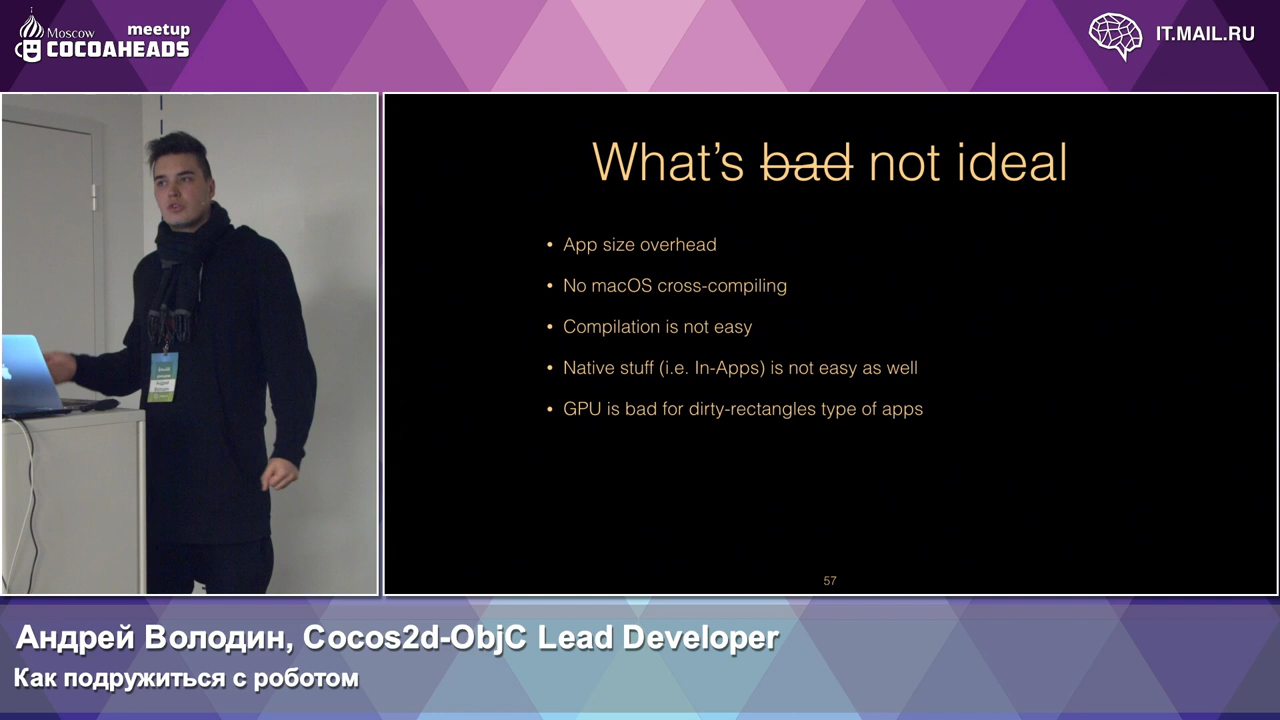 Moscow meetup
COCOAHEADS
IT.MAIL.RU
What's bad not ideal
• App size overhead
• No macOS cross-compiling
• Compilation is not easy
• Native stuff (i.e. In-Apps) is not easy as well
• GPU is bad for dirty-rectangles type of apps
57
Андрей Володин, Cocos2d-ObjC Lead Developer
Как подружиться с роботом